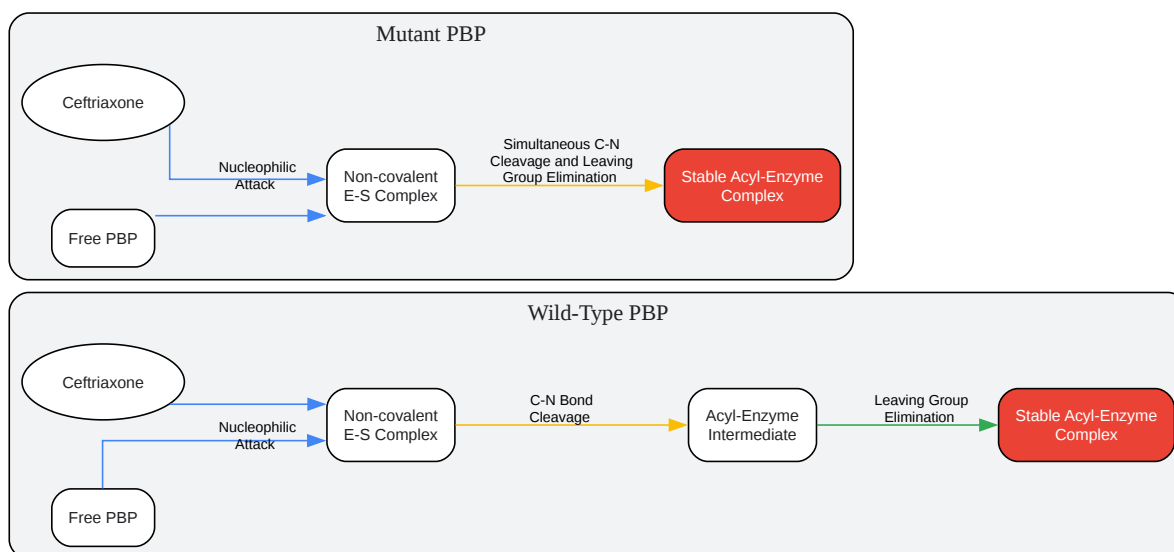 Mutant PBP
Ceftriaxone
Nucleophilic
Attack
Free PBP
Non-covalent
E-S Complex
Simultaneous C-N
Cleavage and Leaving
Group Elimination
Stable Acyl-Enzyme
Complex
Wild-Type PBP
Ceftriaxone
Nucleophilic
Attack
Free PBP
Non-covalent
E-S Complex
C-N Bond
Cleavage
Acyl-Enzyme
Intermediate
Leaving Group
Elimination
Stable Acyl-Enzyme
Complex